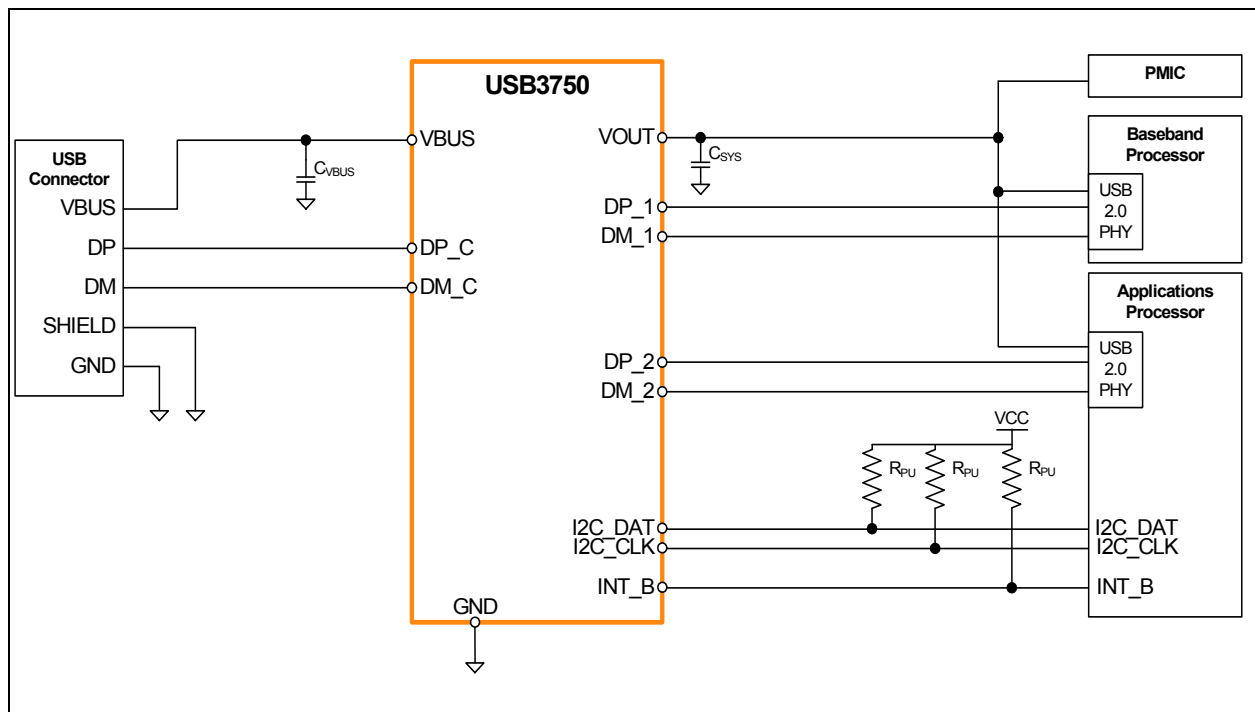 USB3750
PMIC
USB
Connector
VBUS
DP
DM
SHIELD
GND
CVBUS
VBUS
DP_C
DM_C
GND
VOUT
DP_1
DM_1
DP_2
DM_2
I2C_DAT
I2C_CLK
INT_B
CSYS
Baseband
Processor
USB
2.0
PHY
Applications
Processor
USB
2.0
PHY
VCC
RPU
RPU
RPU
I2C_DAT
I2C_CLK
INT_B